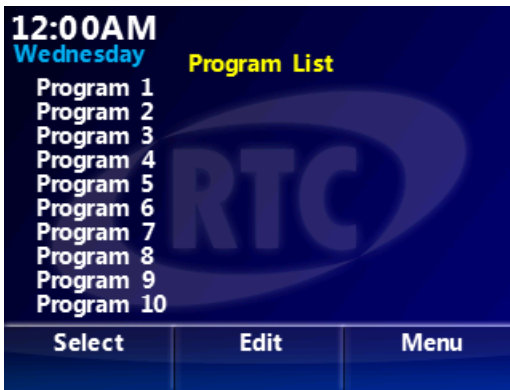 12:00AM
Wednesday
Program List
Program 1
Program 2
Program 3
Program 4
Program 5
Program 6
Program 7
Program 8
Program 9
Program 10
RTC
Select Edit Menu